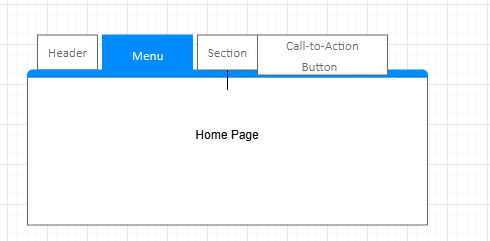 Header
Menu
Section
Call-to-Action
Button
Home Page